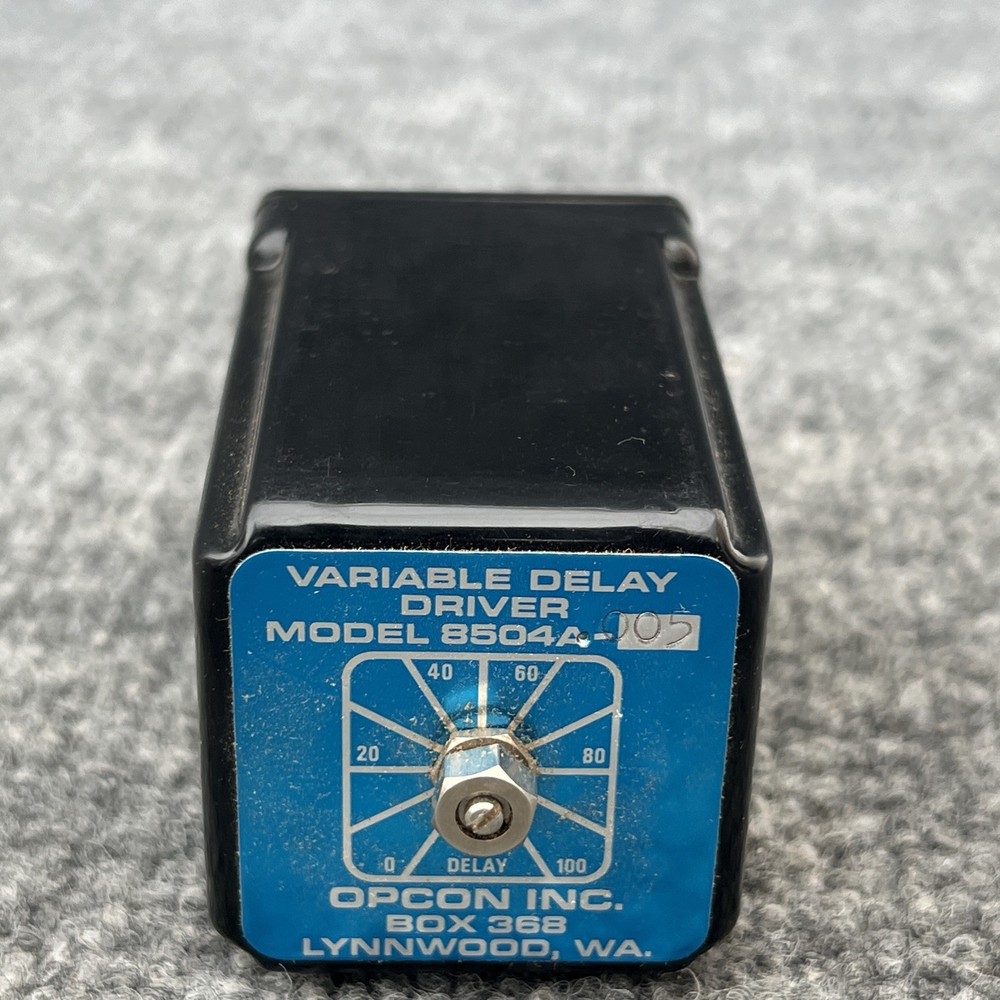 VARIABLE DELAY
DRIVER
MODEL 8504A-.005
40 60
20 80
0 DELAY 100
OPCON INC.
BOX 368
LYNNWOOD, WA.